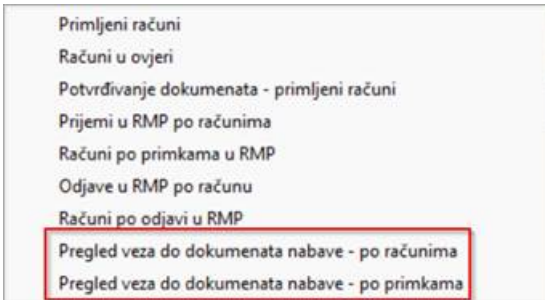 Primljeni računi
Računi u ovjeri
Potvrđivanje dokumenata - primljeni računi
Prijemi u RMP po računima
Računi po primkama u RMP
Odjave u RMP po računu
Računi po odjavi u RMP
Pregled veza do dokumenata nabave - po računima
Pregled veza do dokumenata nabave - po primkama